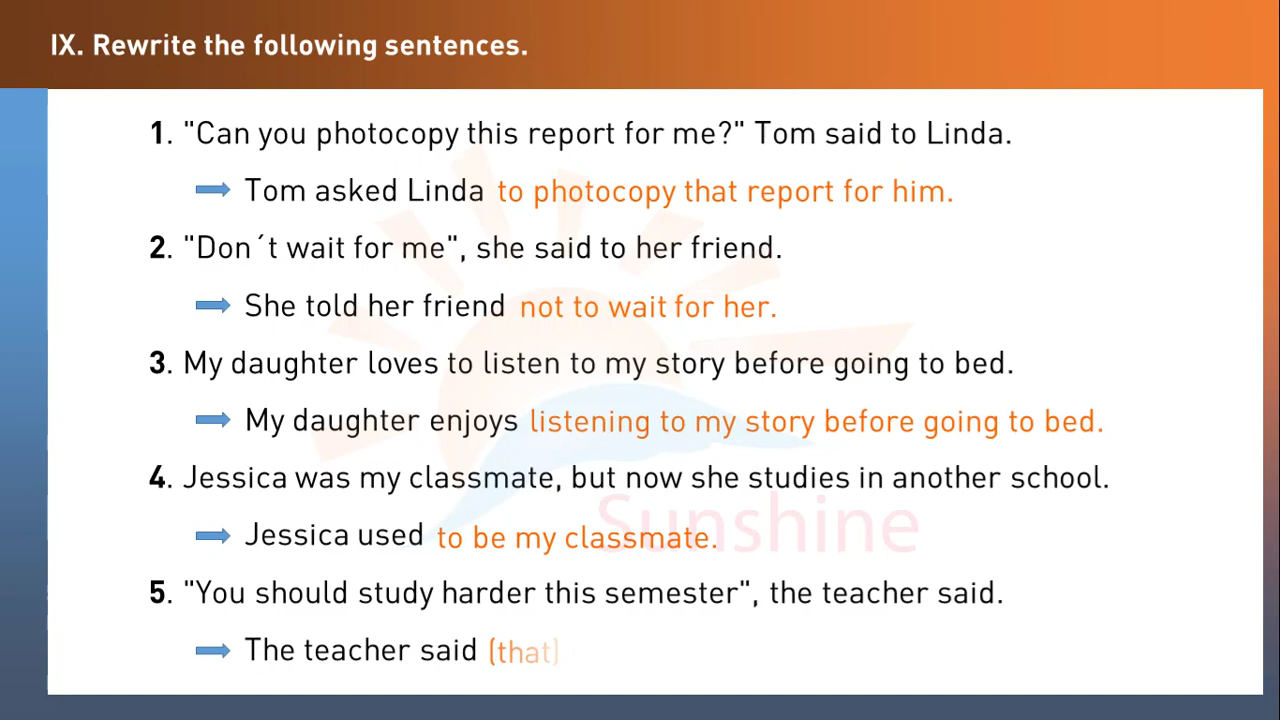 IX. Rewrite the following sentences.
1. "Can you photocopy this report for me?" Tom said to Linda.
Tom asked Linda to photocopy that report for him.
2. "Don´t wait for me", she said to her friend.
She told her friend not to wait for her.
3. My daughter loves to listen to my story before going to bed.
My daughter enjoys listening to my story before going to bed.
4. Jessica was my classmate, but now she studies in another school.
Jessica used to be my classmate.
Sunshine
5. "You should study harder this semester", the teacher said.
The teacher said (that)